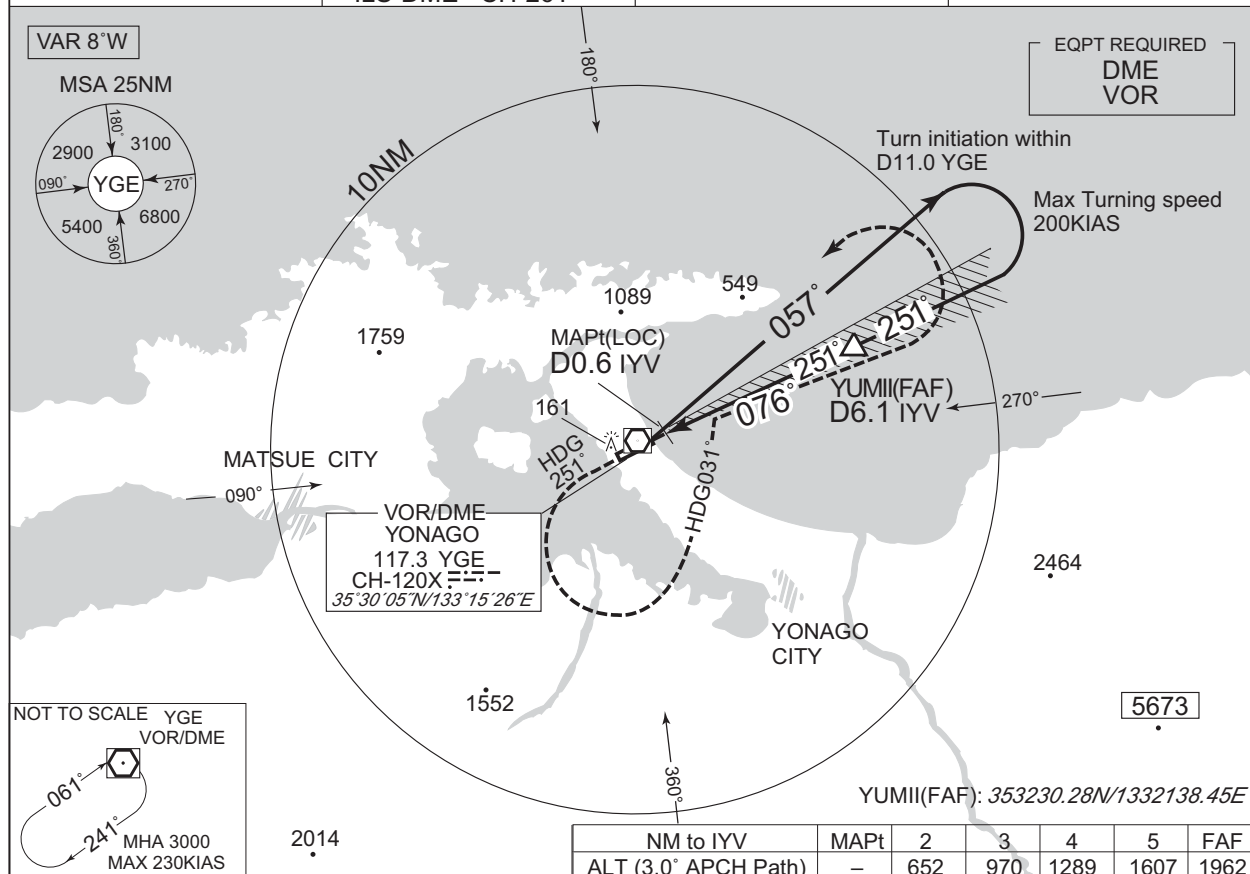 ILS-DME CH-26Y
VAR 8°W
MSA 25NM
180°
2900
3100
090°
YGE
270°
5400
6800
360°
180°
EQPT REQUIRED
DME
VOR
Turn initiation within
D11.0 YGE
Max Turning speed
200KIAS
10NM
1089
549
1759
057°
MAPt(LOC)
D0.6 IYV
251°
251°
076°
YUMII(FAF)
D6.1 IYV
270°
161
HDG
251°
HDG031°
MATSUE CITY
090°
VOR/DME
YONAGO
117.3 YGE
CH-120X
35°30´05˝N/133°15´26˝E
2464
YONAGO
CITY
1552
5673
360°
NOT TO SCALE
YGE
VOR/DME
061°
241°
MHA 3000
MAX 230KIAS
2014
YUMII(FAF): 353230.28N/1332138.45E
NM to IYV MAPt 2 3 4 5 FAF
ALT (3.0° APCH Path) – 652 970 1289 1607 1962